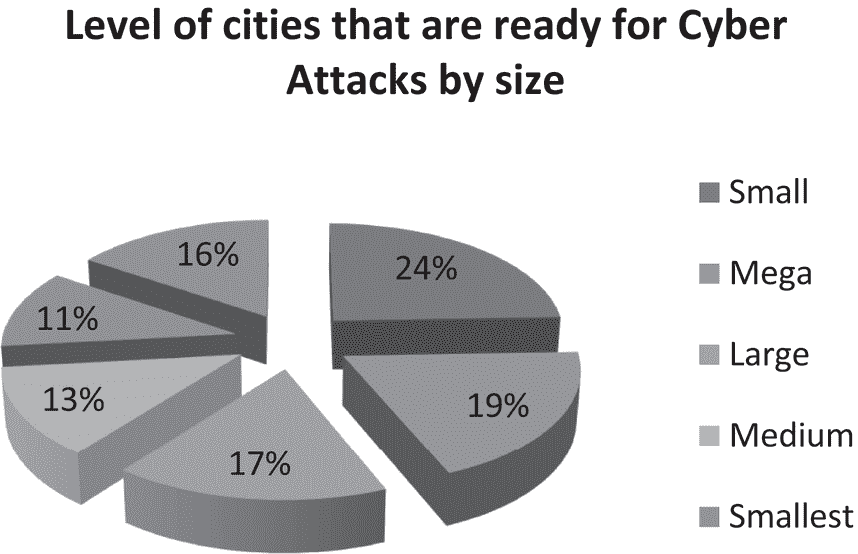 Level of cities that are ready for Cyber
Attacks by size
16%
24%
11%
13%
19%
17%
Small
Mega
Large
Medium
Smallest